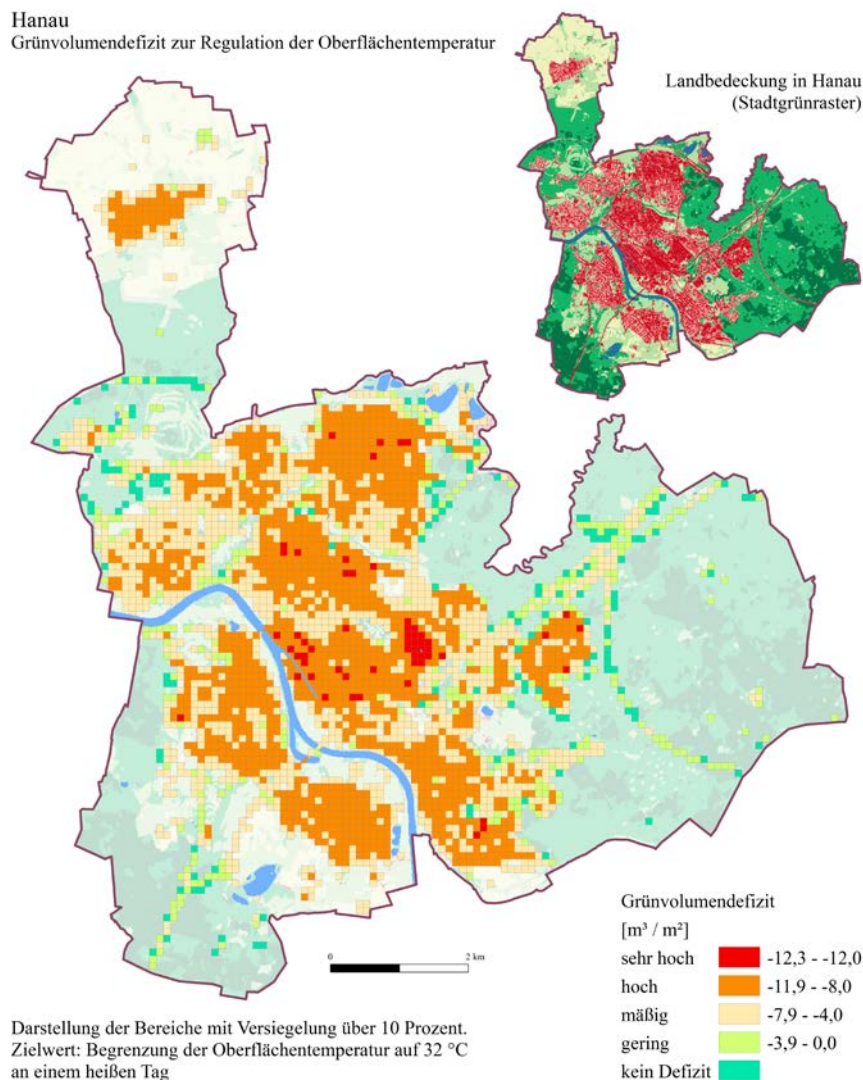 Hanau
Grünvolumendefizit zur Regulation der Oberflächentemperatur
Landbedeckung in Hanau
(Stadtgrünraster)
0
2 km
Grünvolumendefizit
[m³ / m²]
sehr hoch -12,3 - -12,0
hoch -11,9 - -8,0
mäßig -7,9 - -4,0
gering -3,9 - 0,0
kein Defizit
Darstellung der Bereiche mit Versiegelung über 10 Prozent.
Zielwert: Begrenzung der Oberflächentemperatur auf 32 °C
an einem heißen Tag